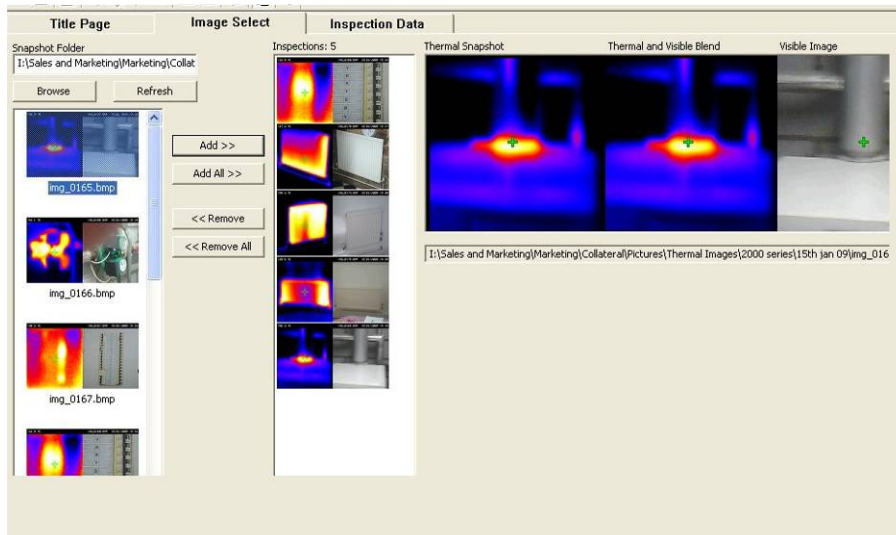 Title Page
Image Select
Inspection Data
Snapshot Folder
I:\Sales and Marketing\Marketing\Collat
Browse
Refresh
img_0165.bmp
img_0166.bmp
img_0167.bmp
Add >>
Add All >>
<< Remove
<< Remove All
Inspections: 5
Thermal Snapshot
Thermal and Visible Blend
Visible Image
I:\Sales and Marketing\Marketing\Collateral\Pictures\Thermal Images\2000 series\15th jan 09\img_016